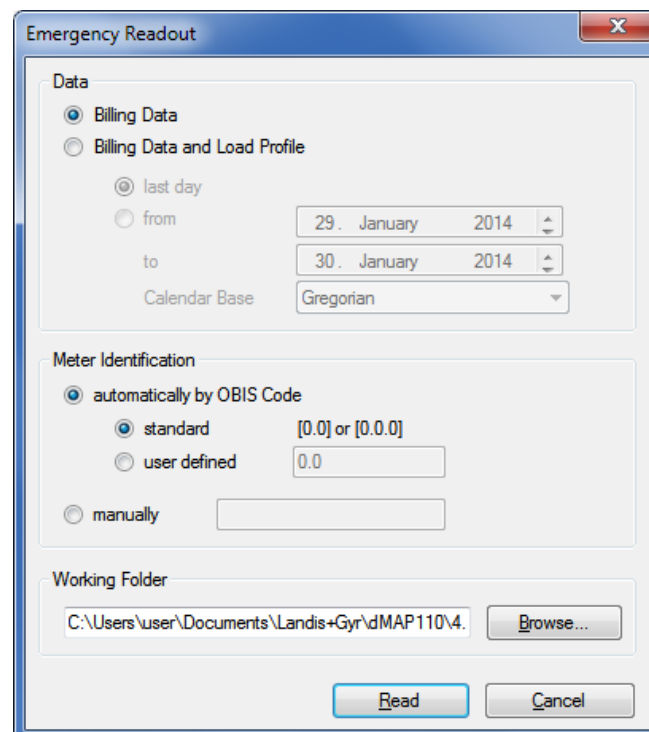 Emergency Readout
Data
Billing Data
Billing Data and Load Profile
last day
from 29. January 2014
to 30. January 2014
Calendar Base Gregorian
Meter Identification
automatically by OBIS Code
standard [0.0] or [0.0.0]
user defined 0.0
manually
Working Folder
C:\Users\user\Documents\Landis+Gyr\dMAP110\4. Browse...
Read Cancel